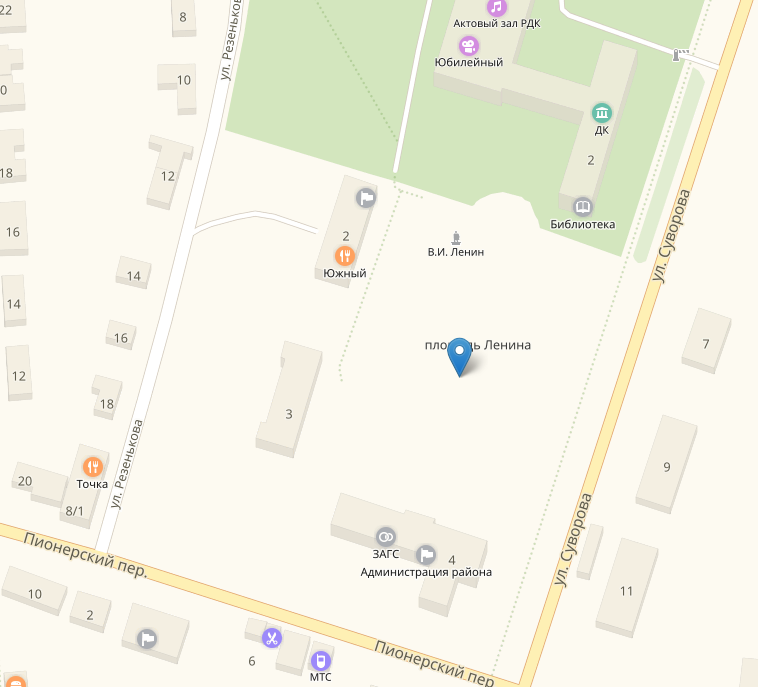 22
8
Актовый зал РДК
Юбилейный
ул. Резенькова
10
0
ДК
2
12
18
Библиотека
16
2
Южный
В.И. Ленин
ул. Суворова
14
14
16
площадь Ленина
7
12
18
3
20
Точка
8/1
ул. Резенькова
9
Пионерский пер.
ЗАГС
4
Администрация района
ул. Суворова
10
2
11
6
МТС
Пионерский пер